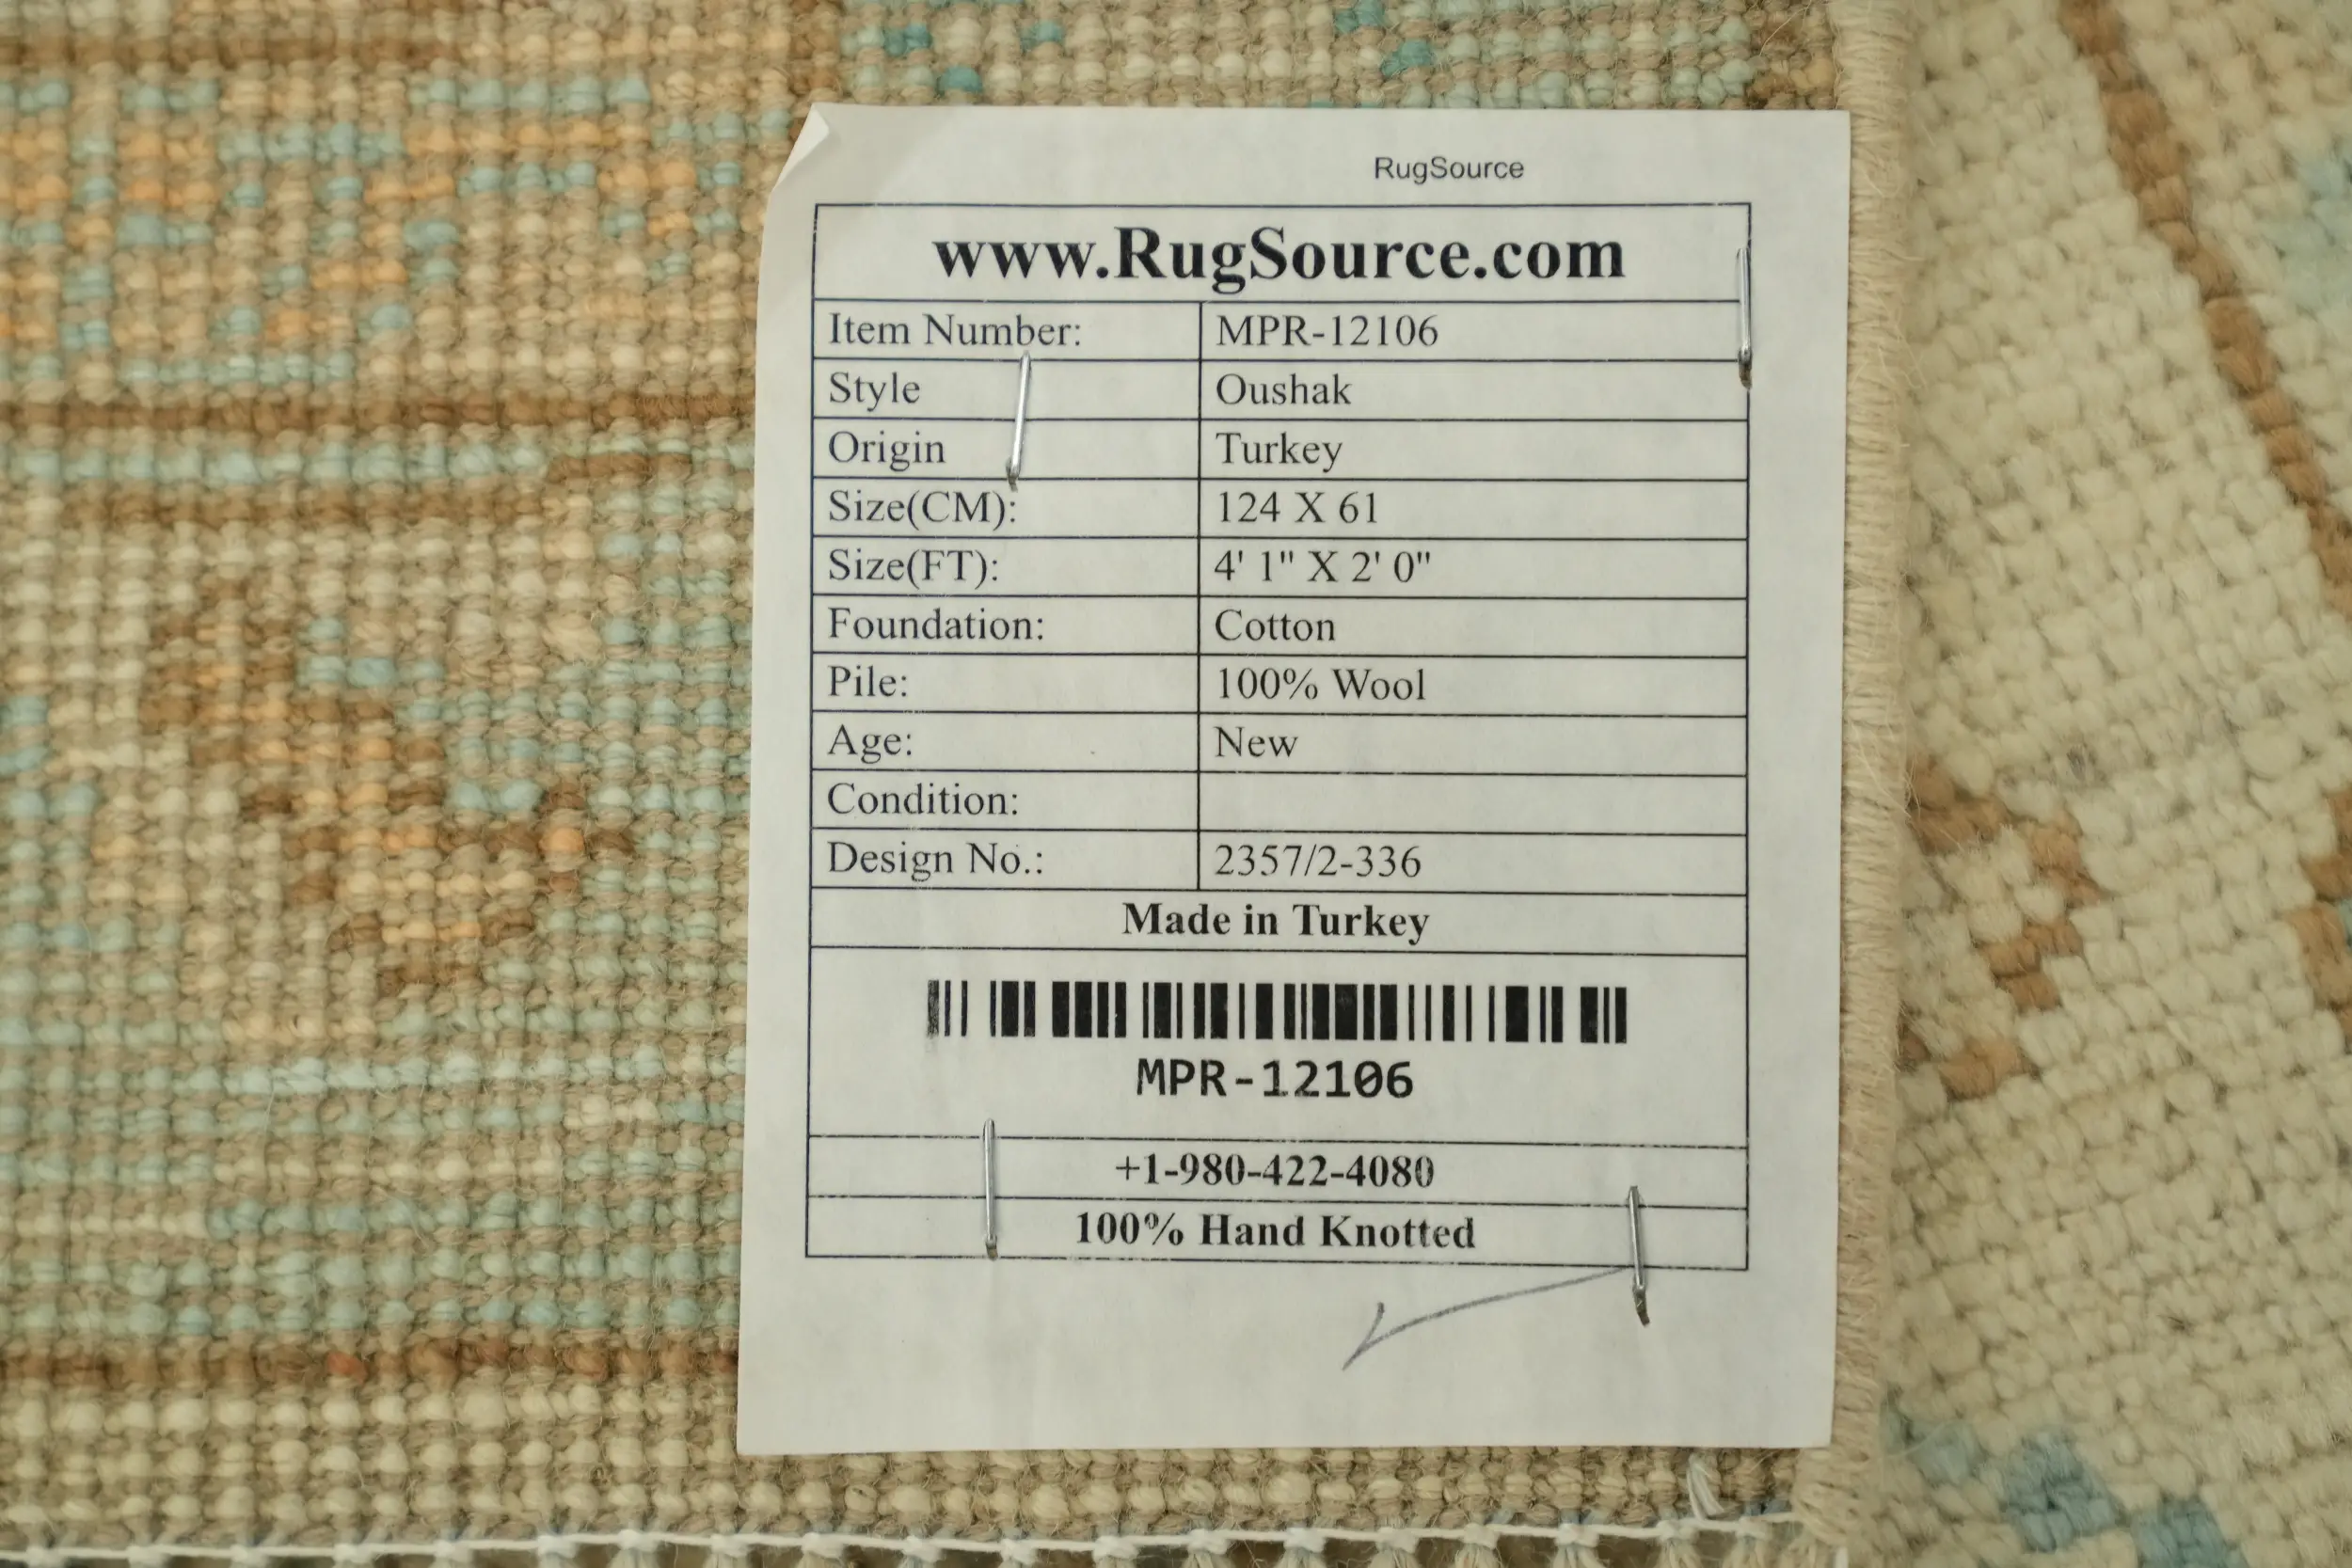 RugSource
www.RugSource.com
Item Number: MPR-12106
Style Oushak
Origin Turkey
Size(CM): 124 X 61
Size(FT): 4' 1" X 2' 0"
Foundation: Cotton
Pile: 100% Wool
Age: New
Condition:
Design No.: 2357/2-336
Made in Turkey
MPR-12106
+1-980-422-4080
100% Hand Knotted